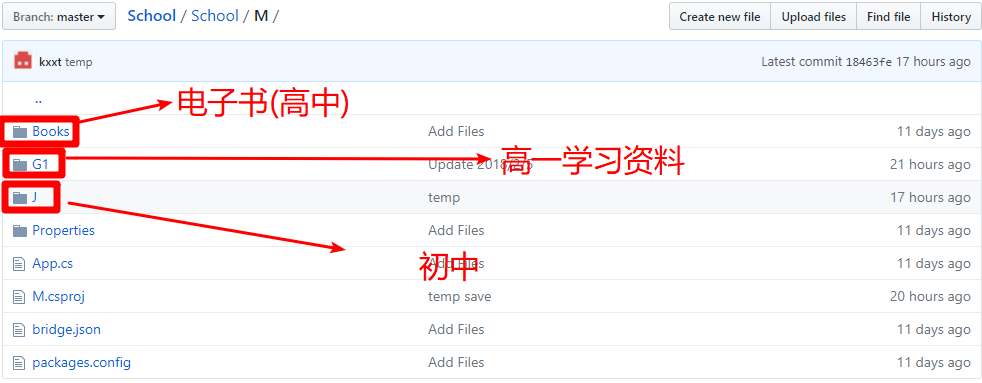 Branch: master
School / School / M /
Create new file
Upload files
Find file
History
kxxt temp
Latest commit 18463fe 17 hours ago
..
电子书(高中)
Books
Add Files
11 days ago
G1
Update 2018/2/5
高一学习资料
21 hours ago
J
temp
17 hours ago
Properties
Add Files
11 days ago
App.cs
初中
Add Files
11 days ago
M.csproj
temp save
20 hours ago
bridge.json
Add Files
11 days ago
packages.config
Add Files
11 days ago